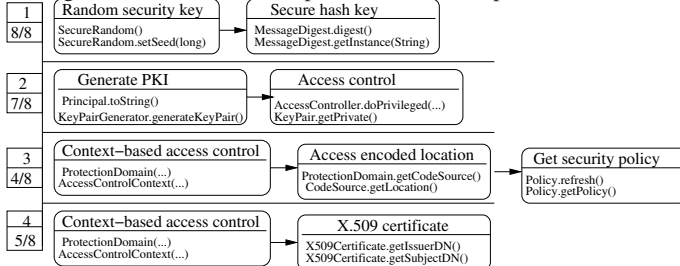 1
8/8
Random security key
SecureRandom()
SecureRandom.setSeed(long)
Secure hash key
MessageDigest.digest()
MessageDigest.getInstance(String)
2
7/8
Generate PKI
Principal.toString()
KeyPairGenerator.generateKeyPair()
Access control
AccessController.doPrivileged(...)
KeyPair.getPrivate()
3
4/8
Context−based access control
ProtectionDomain(...)
AccessControlContext(...)
Access encoded location
ProtectionDomain.getCodeSource()
CodeSource.getLocation()
Get security policy
Policy.refresh()
Policy.getPolicy()
4
5/8
Context−based access control
ProtectionDomain(...)
AccessControlContext(...)
X.509 certificate
X509Certificate.getIssuerDN()
X509Certificate.getSubjectDN()